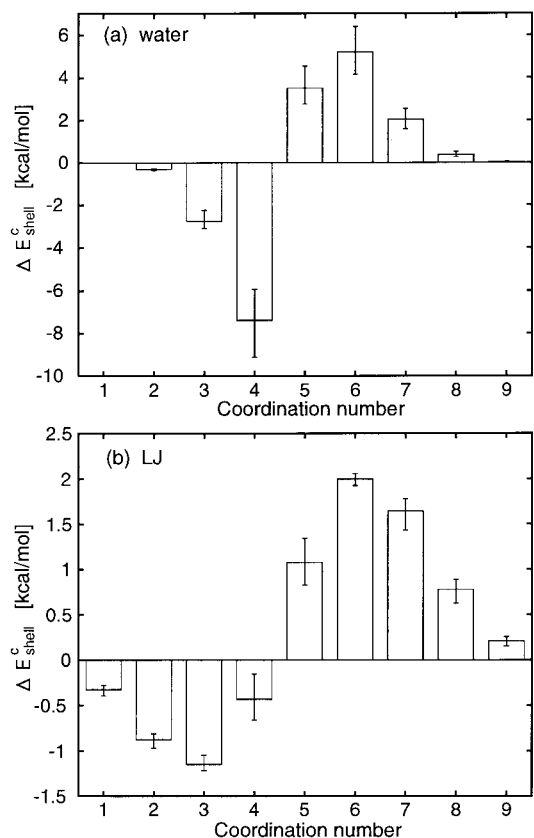 (a) water
6
4
2
0
-2
-4
-6
-8
-10
Δ E^c_shell [kcal/mol]
1 2 3 4 5 6 7 8 9
Coordination number
(b) LJ
2.5
2
1.5
1
0.5
0
-0.5
-1
-1.5
Δ E^c_shell [kcal/mol]
1 2 3 4 5 6 7 8 9
Coordination number